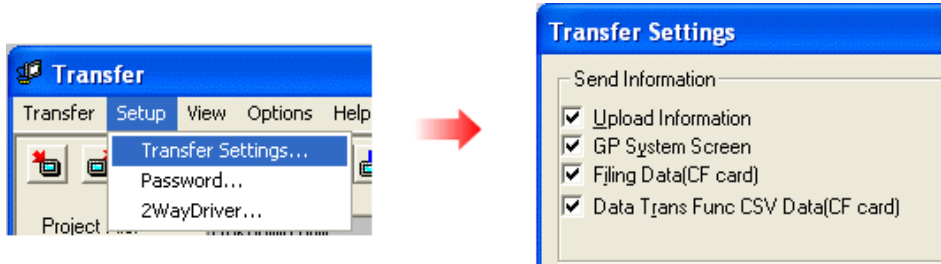 Transfer
Transfer Setup View Options Help
Transfer Settings...
Password...
2WayDriver...
Project
Transfer Settings
Send Information
Upload Information
GP System Screen
Filing Data(CF card)
Data Trans Func CSV Data(CF card)